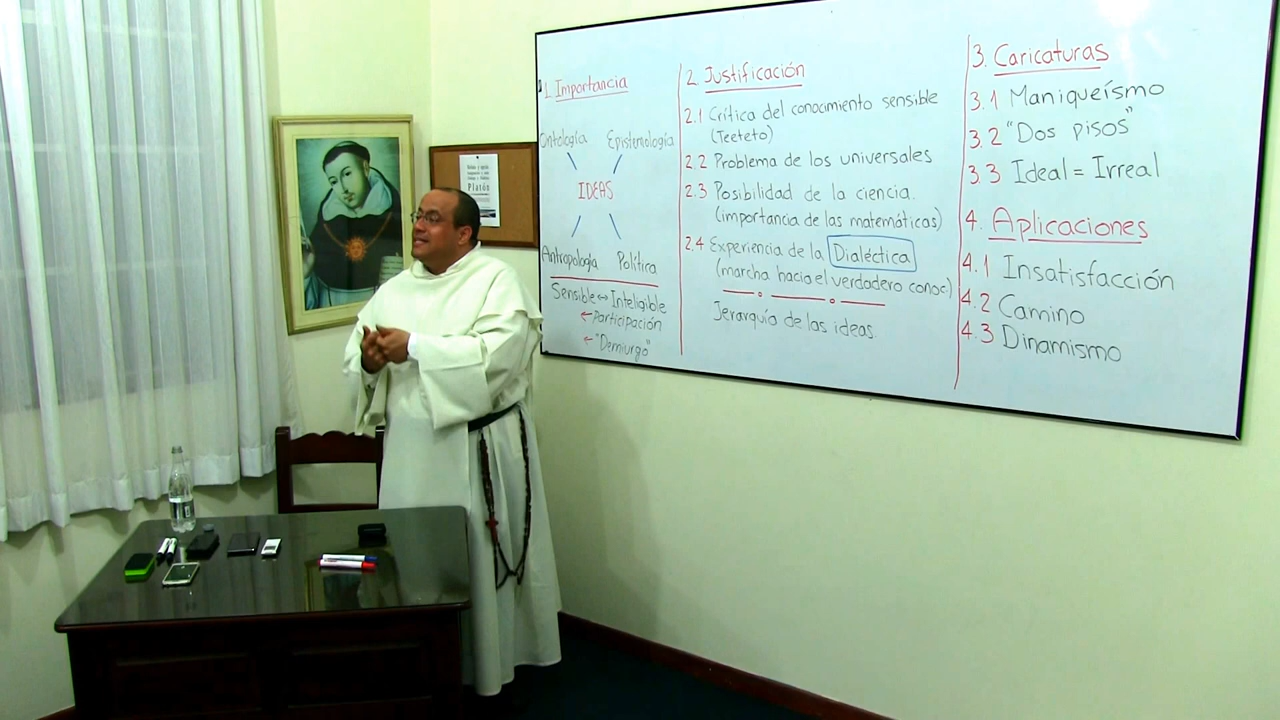 1. Importancia
Ontología Epistemología
IDEAS
Antropología Política
Sensible ↔ Inteligible
← Participación
← "Demiurgo"
2. Justificación
2.1 Crítica del conocimiento sensible
(Teeteto)
2.2 Problema de los universales
2.3 Posibilidad de la ciencia.
(importancia de las matemáticas)
2.4 Experiencia de la Dialéctica
(marcha hacia el verdadero conoc)
Jerarquía de las ideas.
3. Caricaturas
3.1 Maniqueísmo
3.2 "Dos pisos"
3.3 Ideal = Irreal
4. Aplicaciones
4.1 Insatisfacción
4.2 Camino
4.3 Dinamismo
Platón